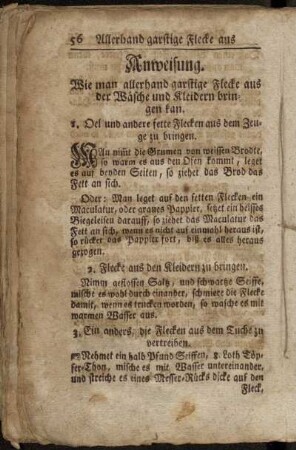 56 Allerhand garstige Flecke aus
Anweisung.
Wie man allerhand garstige Flecke aus
der Wäsche und Kleidern brin-
gen kan.
1. Oel und andere fette Flecken aus dem Zeu-
ge zu bringen.
MAn nim̃t die Grumen von weissen Brodte,
so warm es aus den Ofen kommt, leget
es auf beyden Seiten, so ziehet das Brod das
Fett an sich.
Oder: Man leget auf den fetten Flecken ein
Maculatur, oder graues Pappier, setzet ein heisses
Biegeleisen darauf, so ziehet das Maculatur das
Fett an sich, wenn es nicht auf einmahl heraus ist,
so rücket das Pappier fort, biß es alles heraus
gezogen.
2. Flecke aus den Kleidern zu bringen.
Nimm gestossen Saltz, und schwartze Seiffe,
mische es wohl durch einander, schmiere die Flecke
damit, wenn es trucken worden, so wasche es mit
warmen Wasser aus.
3. Ein anders, die Flecken aus dem Tuche zu
vertreiben.
Nehmet ein halb Pfund Seiffen, 8. Loth Töp-
fer-Thon, mische es mit Wasser untereinander,
und streiche es eines Messer-Rücks dicke auf den
Fleck,